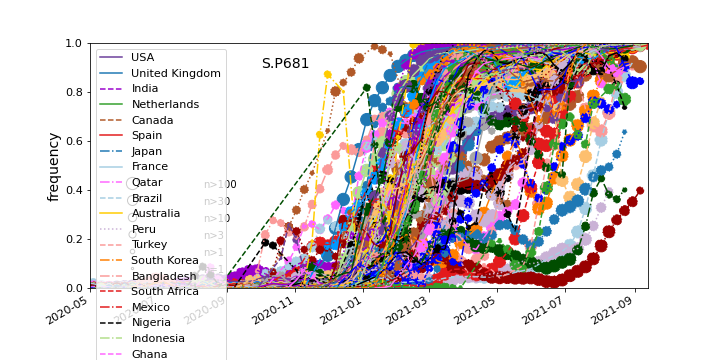 S.P681
frequency
1.0
0.8
0.6
0.4
0.2
0.0
USA
United Kingdom
India
Netherlands
Canada
Spain
Japan
France
Qatar
Brazil
Australia
Peru
Turkey
South Korea
Bangladesh
South Africa
Mexico
Nigeria
Indonesia
Ghana
n>100
n>30
n>10
n>3
n>1
2020-05
2020-09
2020-11
2021-01
2021-03
2021-05
2021-07
2021-09